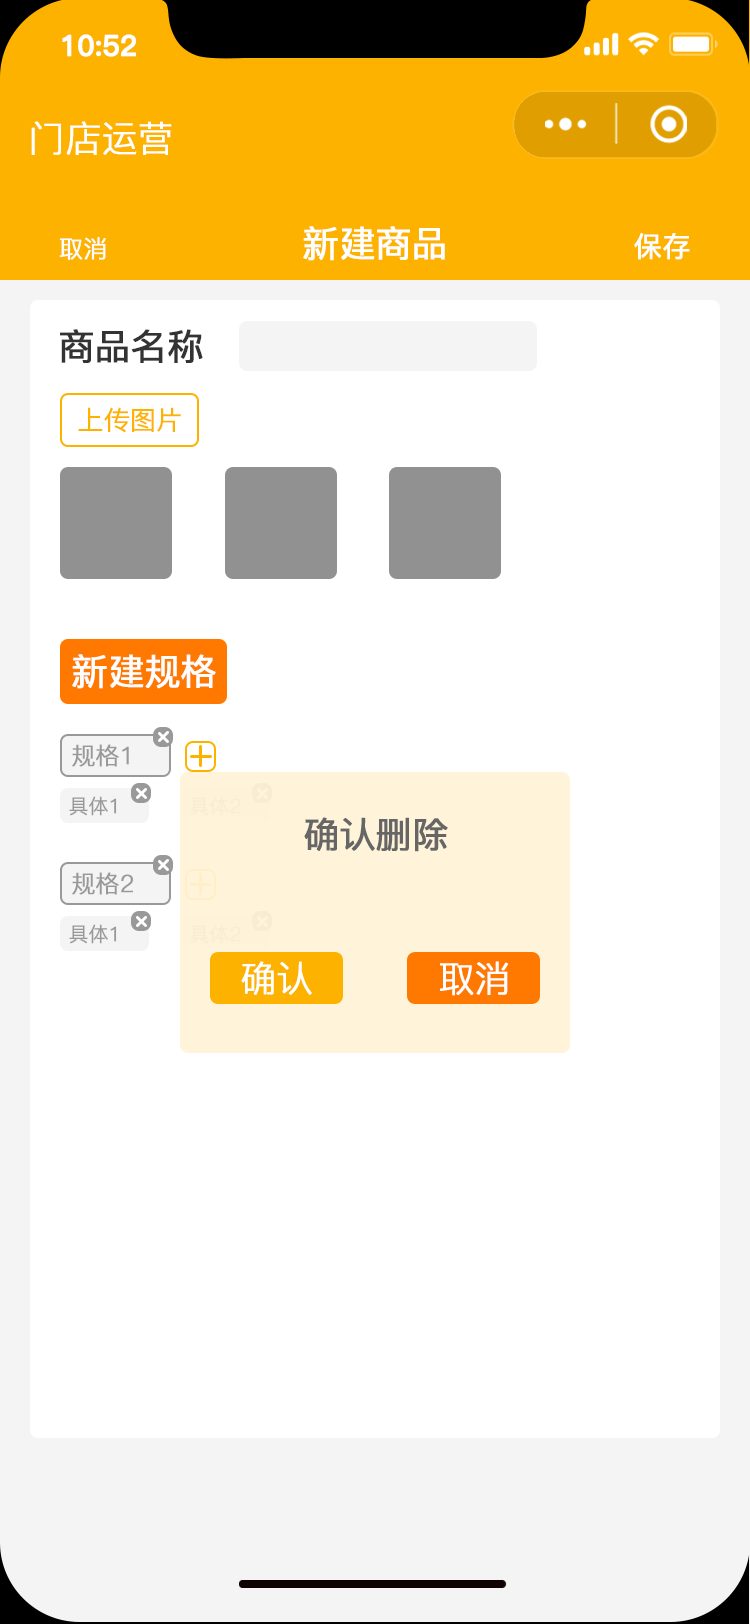 10:52
门店运营
取消 新建商品 保存
商品名称
上传图片
新建规格
规格1
具体1 具体2
确认删除
规格2
具体1 具体2
确认 取消